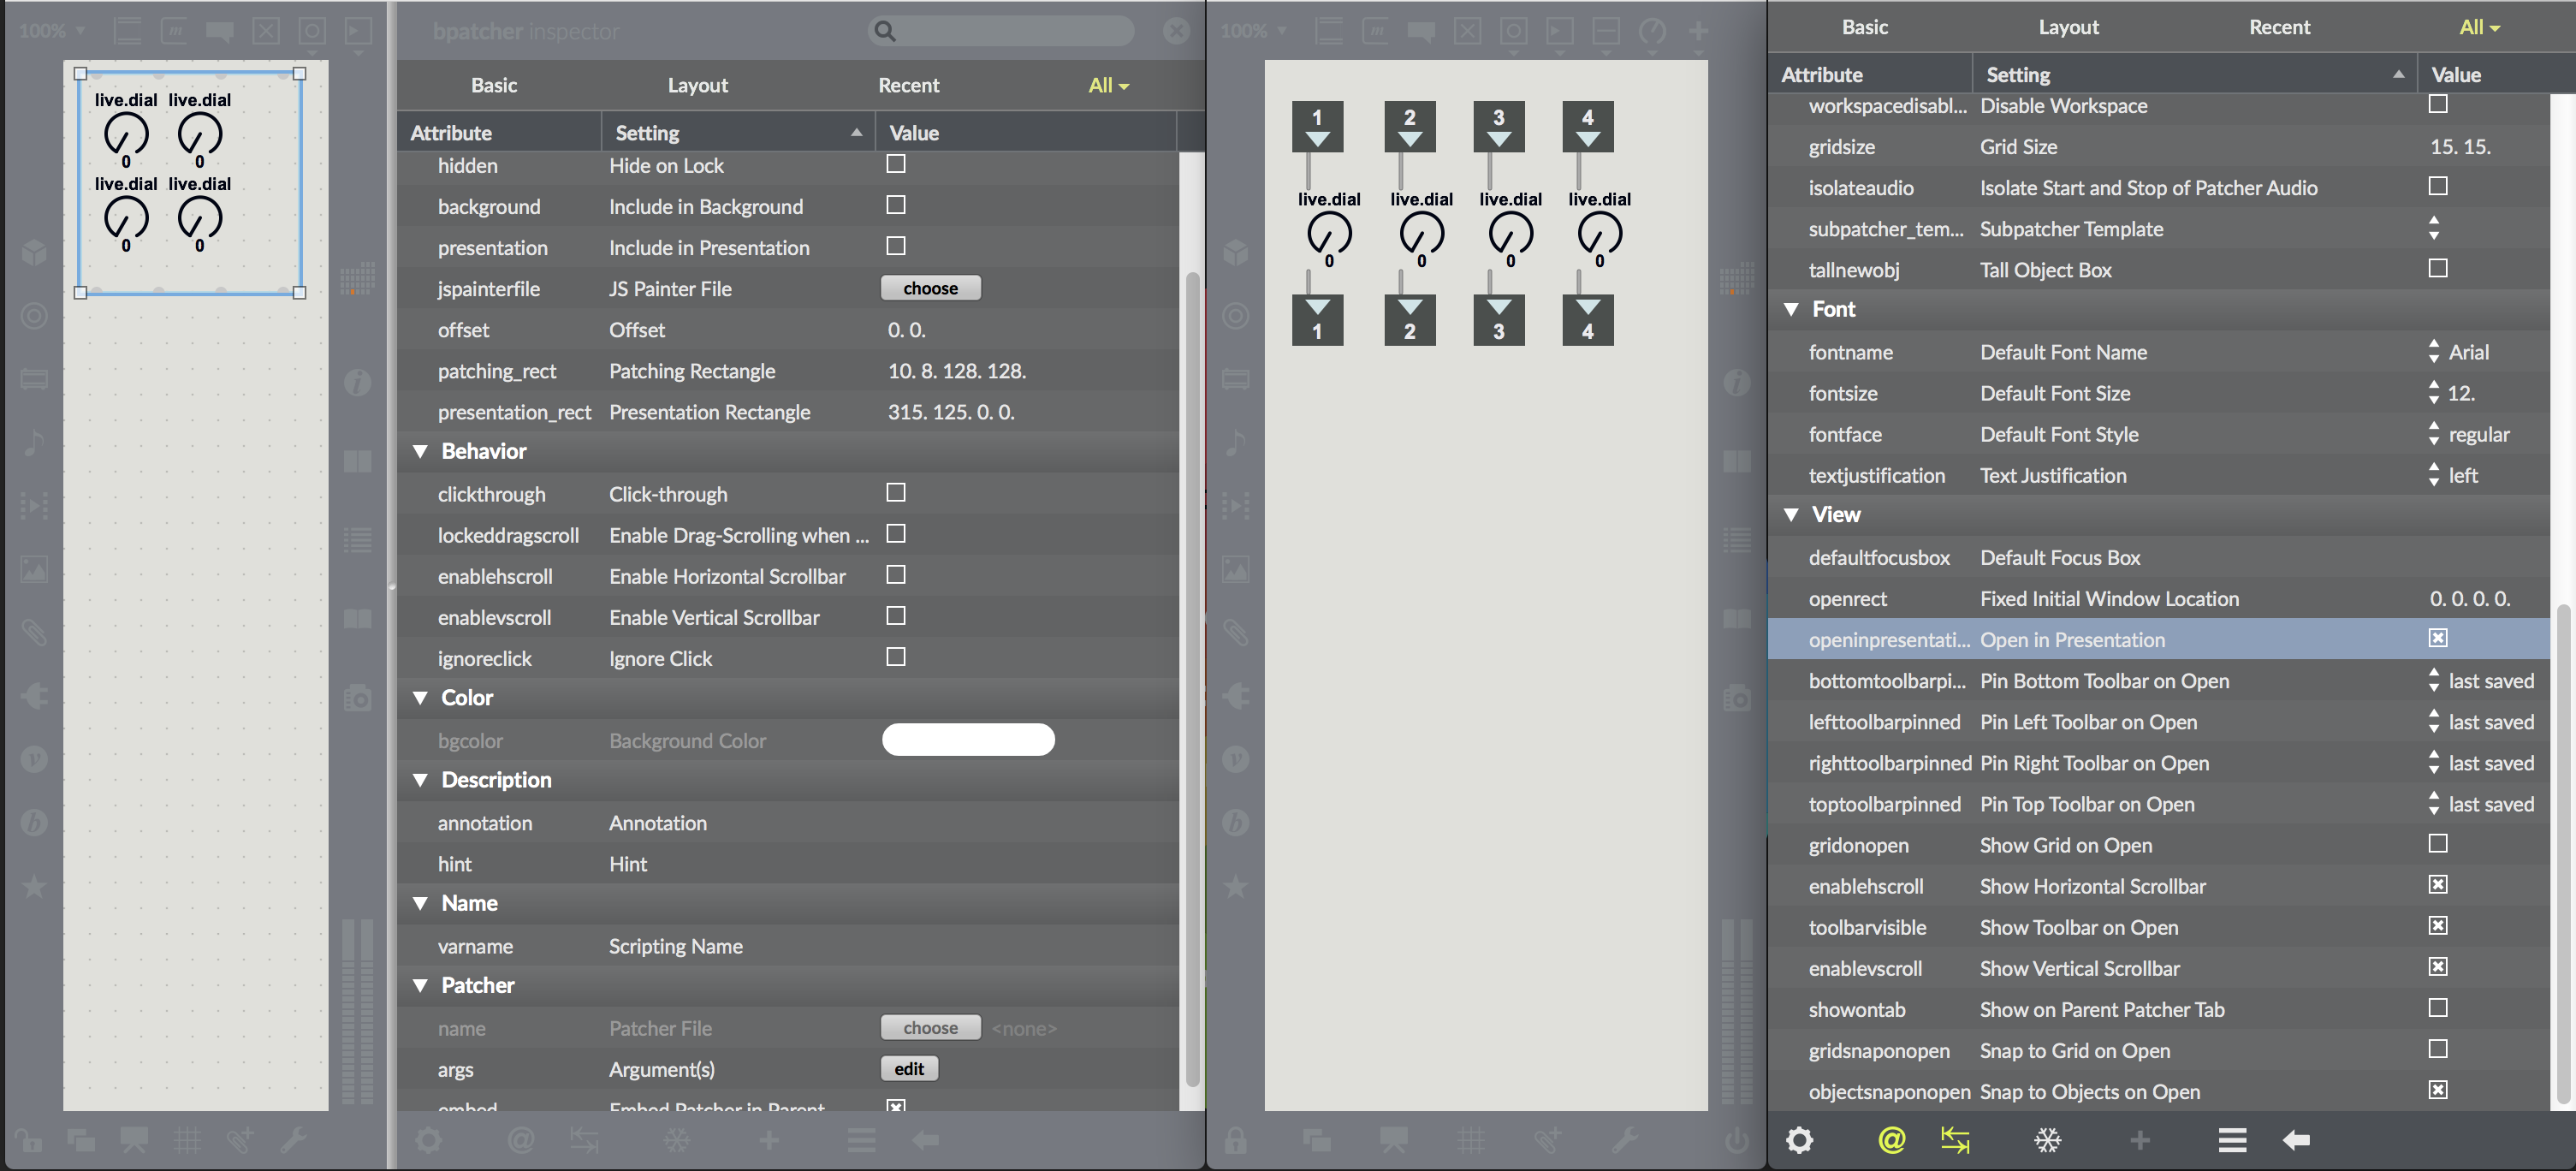 100%
m
live.dial live.dial
0 0
live.dial live.dial
0 0
v
b
i
bpatcher inspector
Basic Layout Recent All
Attribute Setting Value
hidden Hide on Lock
background Include in Background
presentation Include in Presentation
jspainterfile JS Painter File choose
offset Offset 0. 0.
patching_rect Patching Rectangle 10. 8. 128. 128.
presentation_rect Presentation Rectangle 315. 125. 0. 0.
Behavior
clickthrough Click-through
lockeddragscroll Enable Drag-Scrolling when ...
enablehscroll Enable Horizontal Scrollbar
enablevscroll Enable Vertical Scrollbar
ignoreclick Ignore Click
Color
bgcolor Background Color
Description
annotation Annotation
hint Hint
Name
varname Scripting Name
Patcher
name Patcher File choose <none>
args Argument(s) edit
embed Embed Patcher in Parent
@
100%
m
1 2 3 4
live.dial live.dial live.dial live.dial
0 0 0 0
1 2 3 4
v
b
i
Basic Layout Recent All
Attribute Setting Value
workspacedisabl... Disable Workspace
gridsize Grid Size 15. 15.
isolateaudio Isolate Start and Stop of Patcher Audio
subpatcher_tem... Subpatcher Template
tallnewobj Tall Object Box
Font
fontname Default Font Name Arial
fontsize Default Font Size 12.
fontface Default Font Style regular
textjustification Text Justification left
View
defaultfocusbox Default Focus Box
openrect Fixed Initial Window Location 0. 0. 0. 0.
openinpresentati... Open in Presentation
bottomtoolbarpi... Pin Bottom Toolbar on Open last saved
lefttoolbarpinned Pin Left Toolbar on Open last saved
righttoolbarpinned Pin Right Toolbar on Open last saved
toptoolbarpinned Pin Top Toolbar on Open last saved
gridonopen Show Grid on Open
enablehscroll Show Horizontal Scrollbar
toolbarvisible Show Toolbar on Open
enablevscroll Show Vertical Scrollbar
showontab Show on Parent Patcher Tab
gridsnaponopen Snap to Grid on Open
objectsnaponopen Snap to Objects on Open
@